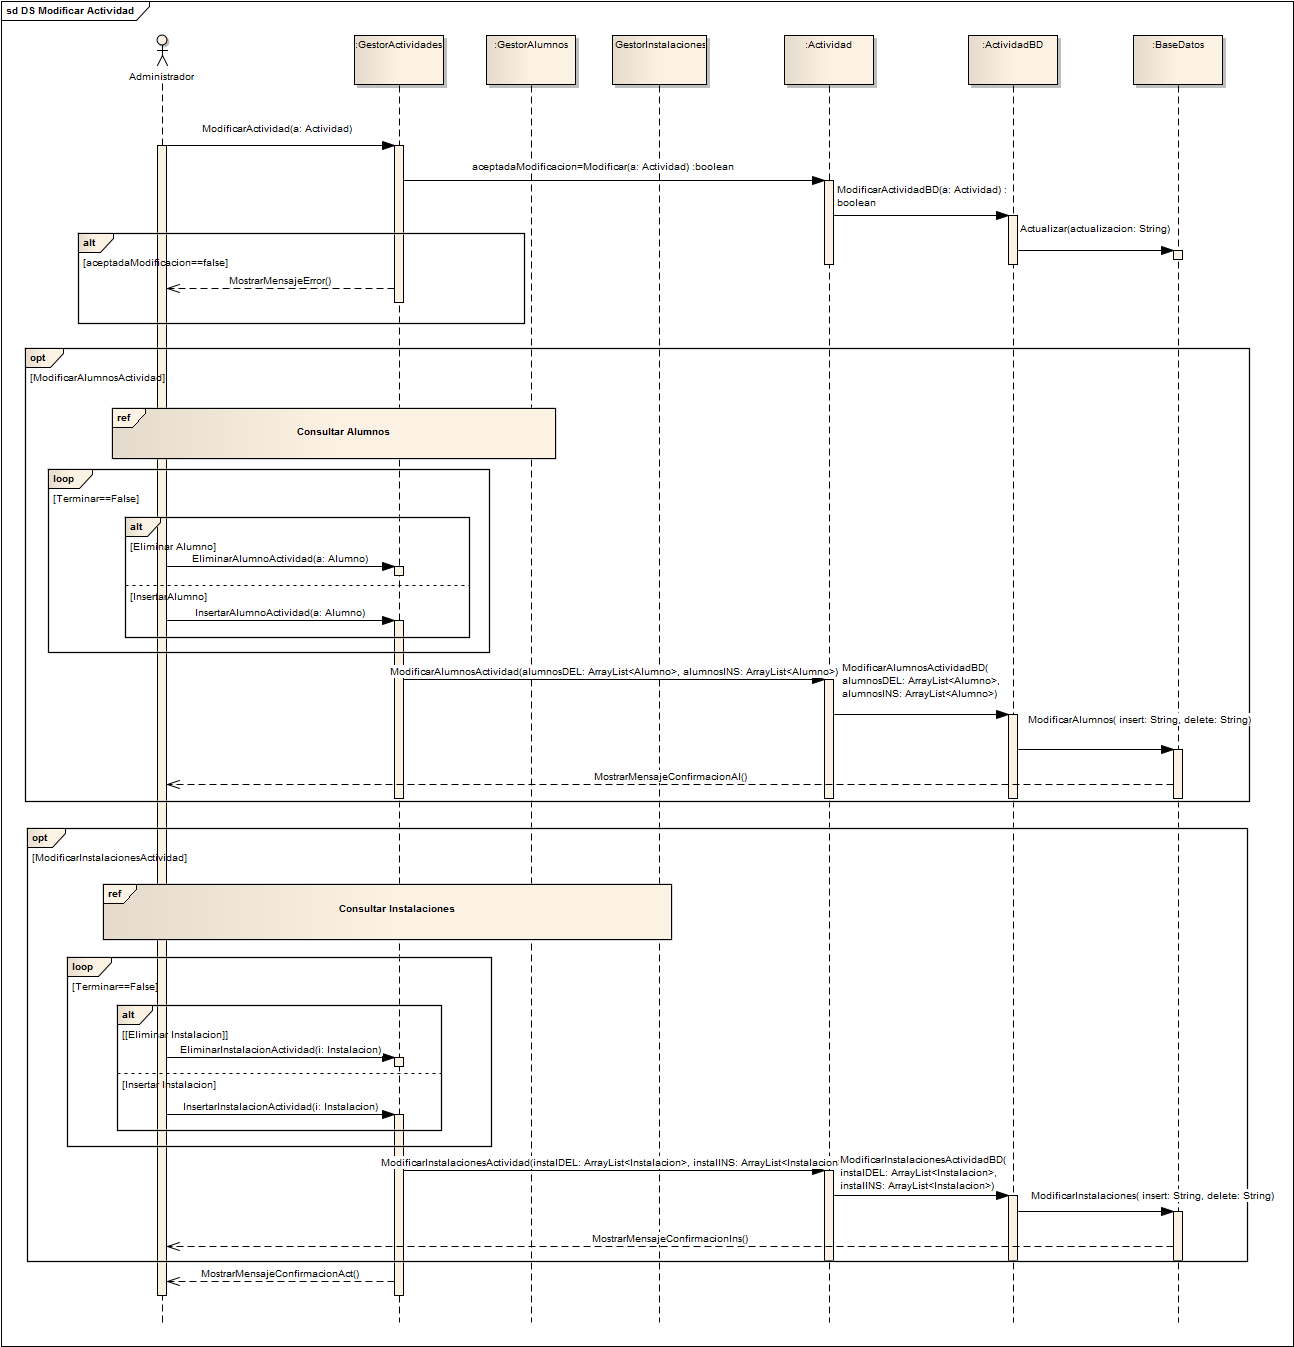 sd DS Modificar Actividad
Administrador
:GestorActividades
:GestorAlumnos
GestorInstalaciones
:Actividad
:ActividadBD
:BaseDatos
ModificarActividad(a: Actividad)
aceptadaModificacion=Modificar(a: Actividad) :boolean
ModificarActividadBD(a: Actividad) :
boolean
Actualizar(actualizacion: String)
alt
[aceptadaModificacion==false]
MostrarMensajeError()
opt
[ModificarAlumnosActividad]
ref
Consultar Alumnos
loop
[Terminar==False]
alt
[Eliminar Alumno]
EliminarAlumnoActividad(a: Alumno)
[InsertarAlumno]
InsertarAlumnoActividad(a: Alumno)
ModificarAlumnosActividad(alumnosDEL: ArrayList<Alumno>, alumnosINS: ArrayList<Alumno>)
ModificarAlumnosActividadBD(
alumnosDEL: ArrayList<Alumno>,
alumnosINS: ArrayList<Alumno>)
ModificarAlumnos( insert: String, delete: String)
MostrarMensajeConfirmacionAl()
opt
[ModificarInstalacionesActividad]
ref
Consultar Instalaciones
loop
[Terminar==False]
alt
[[Eliminar Instalacion]]
EliminarInstalacionActividad(i: Instalacion)
[Insertar Instalacion]
InsertarInstalacionActividad(i: Instalacion)
ModificarInstalacionesActividad(instalDEL: ArrayList<Instalacion>, instalINS: ArrayList<Instalacion
ModificarInstalacionesActividadBD(
instalDEL: ArrayList<Instalacion>,
instalINS: ArrayList<Instalacion>)
ModificarInstalaciones( insert: String, delete: String)
MostrarMensajeConfirmacionIns()
MostrarMensajeConfirmacionAct()